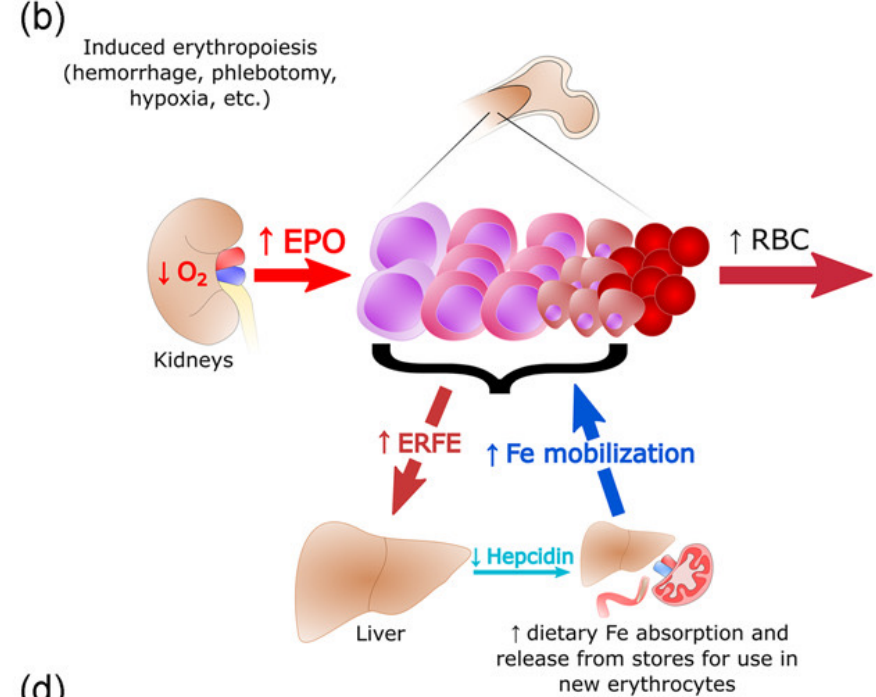 (b)
Induced erythropoiesis
(hemorrhage, phlebotomy,
hypoxia, etc.)
↓ O₂
↑ EPO
↑ RBC
Kidneys
↑ ERFE
↑ Fe mobilization
↓ Hepcidin
Liver
↑ dietary Fe absorption and
release from stores for use in
new erythrocytes
(d)